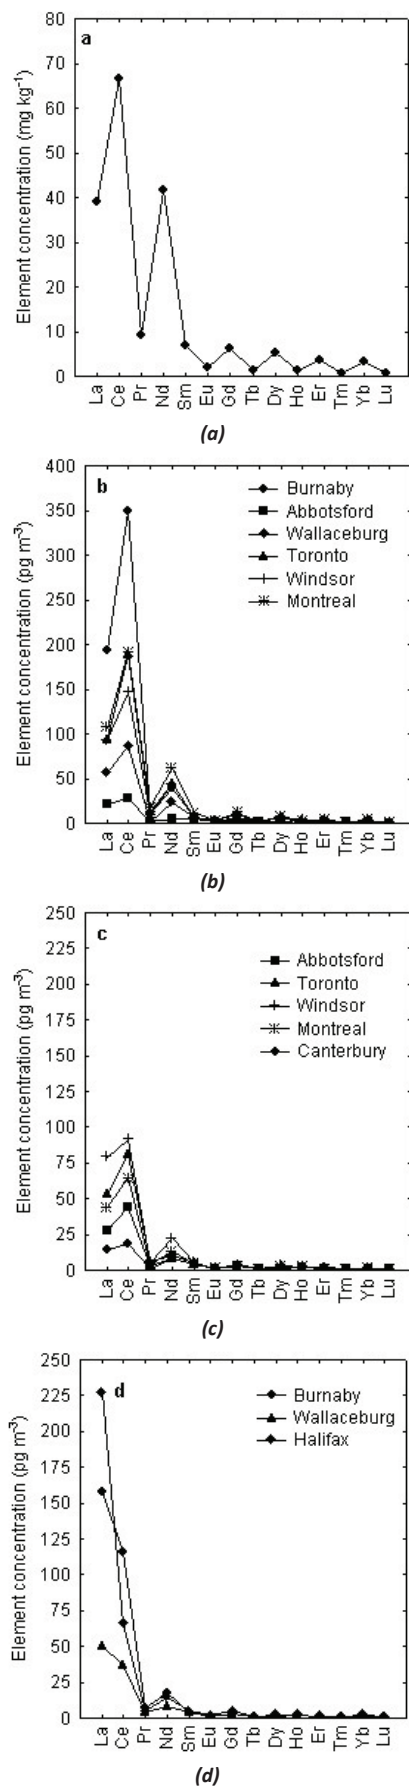 a
Element concentration (mg kg-1)
80
70
60
50
40
30
20
10
0
La Ce Pr Nd Sm Eu Gd Tb Dy Ho Er Tm Yb Lu
(a)
b
Element concentration (pg m-3)
400
350
300
250
200
150
100
50
0
Burnaby
Abbotsford
Wallaceburg
Toronto
Windsor
Montreal
La Ce Pr Nd Sm Eu Gd Tb Dy Ho Er Tm Yb Lu
(b)
c
Element concentration (pg m-3)
250
225
200
175
150
125
100
75
50
25
0
Abbotsford
Toronto
Windsor
Montreal
Canterbury
La Ce Pr Nd Sm Eu Gd Tb Dy Ho Er Tm Yb Lu
(c)
d
Element concentration (pg m-3)
250
225
200
175
150
125
100
75
50
25
0
Burnaby
Wallaceburg
Halifax
La Ce Pr Nd Sm Eu Gd Tb Dy Ho Er Tm Yb Lu
(d)